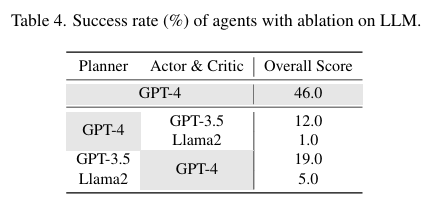 Table 4. Success rate (%) of agents with ablation on LLM.
Planner Actor & Critic Overall Score
GPT-4 46.0
GPT-4 GPT-3.5 12.0
Llama2 1.0
GPT-3.5 GPT-4 19.0
Llama2 5.0